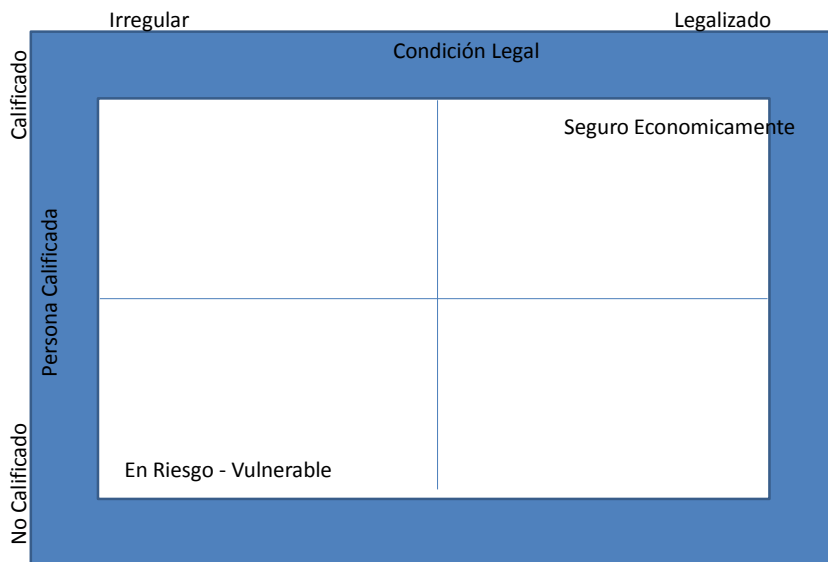 Irregular
Legalizado
Condición Legal
Calificado
Seguro Economicamente
Persona Calificada
En Riesgo - Vulnerable
No Calificado